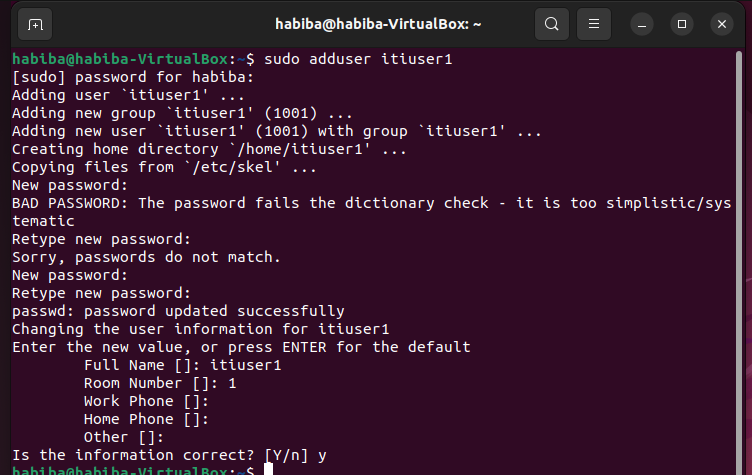 habiba@habiba-VirtualBox: ~
habiba@habiba-VirtualBox:~$ sudo adduser itiuser1
[sudo] password for habiba:
Adding user `itiuser1' ...
Adding new group `itiuser1' (1001) ...
Adding new user `itiuser1' (1001) with group `itiuser1' ...
Creating home directory `/home/itiuser1' ...
Copying files from `/etc/skel' ...
New password:
BAD PASSWORD: The password fails the dictionary check - it is too simplistic/sys
tematic
Retype new password:
Sorry, passwords do not match.
New password:
Retype new password:
passwd: password updated successfully
Changing the user information for itiuser1
Enter the new value, or press ENTER for the default
        Full Name []: itiuser1
        Room Number []: 1
        Work Phone []:
        Home Phone []:
        Other []:
Is the information correct? [Y/n] y
habiba@habiba-VirtualBox:~$